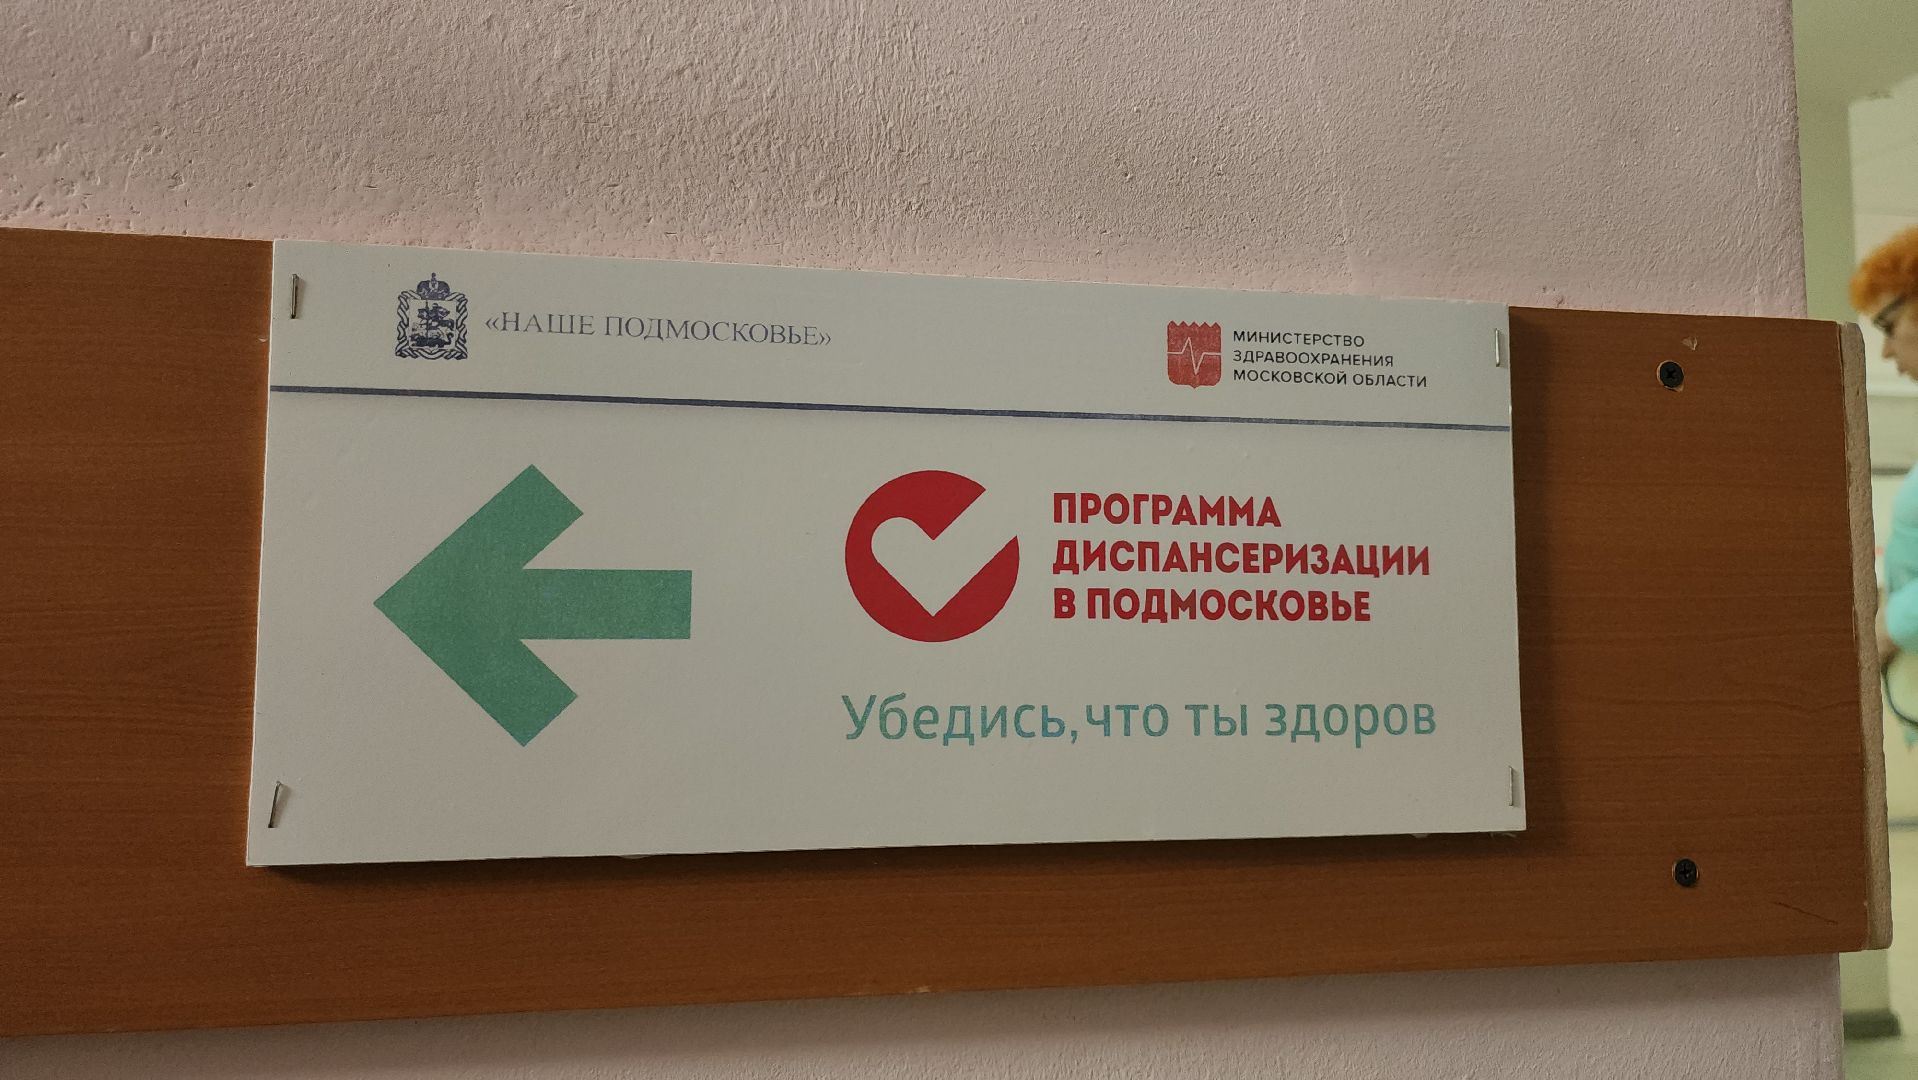 «НАШЕ ПОДМОСКОВЬЕ»
МИНИСТЕРСТВО
ЗДРАВООХРАНЕНИЯ
МОСКОВСКОЙ ОБЛАСТИ
ПРОГРАММА
ДИСПАНСЕРИЗАЦИИ
В ПОДМОСКОВЬЕ
Убедись, что ты здоров